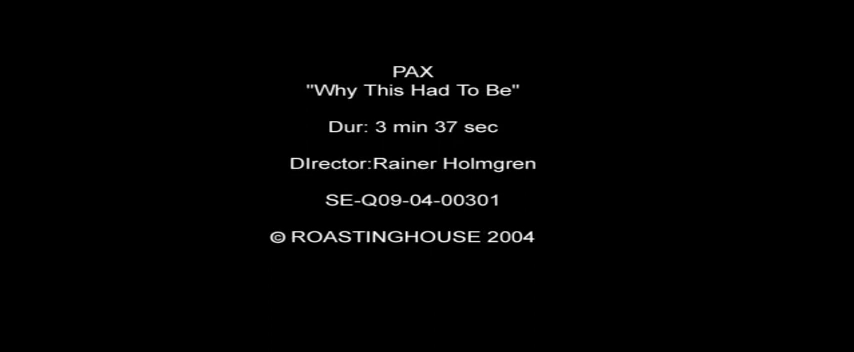 PAX
"Why This Had To Be"
Dur: 3 min 37 sec
DIrector:Rainer Holmgren
SE-Q09-04-00301
© ROASTINGHOUSE 2004